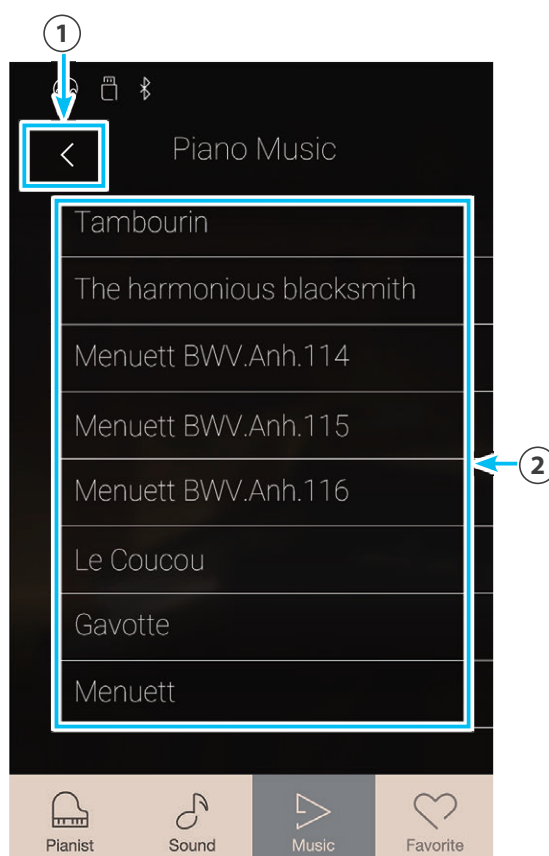 1
Piano Music
Tambourin
The harmonious blacksmith
Menuett BWV.Anh.114
Menuett BWV.Anh.115
Menuett BWV.Anh.116
2
Le Coucou
Gavotte
Menuett
Pianist Sound Music Favorite